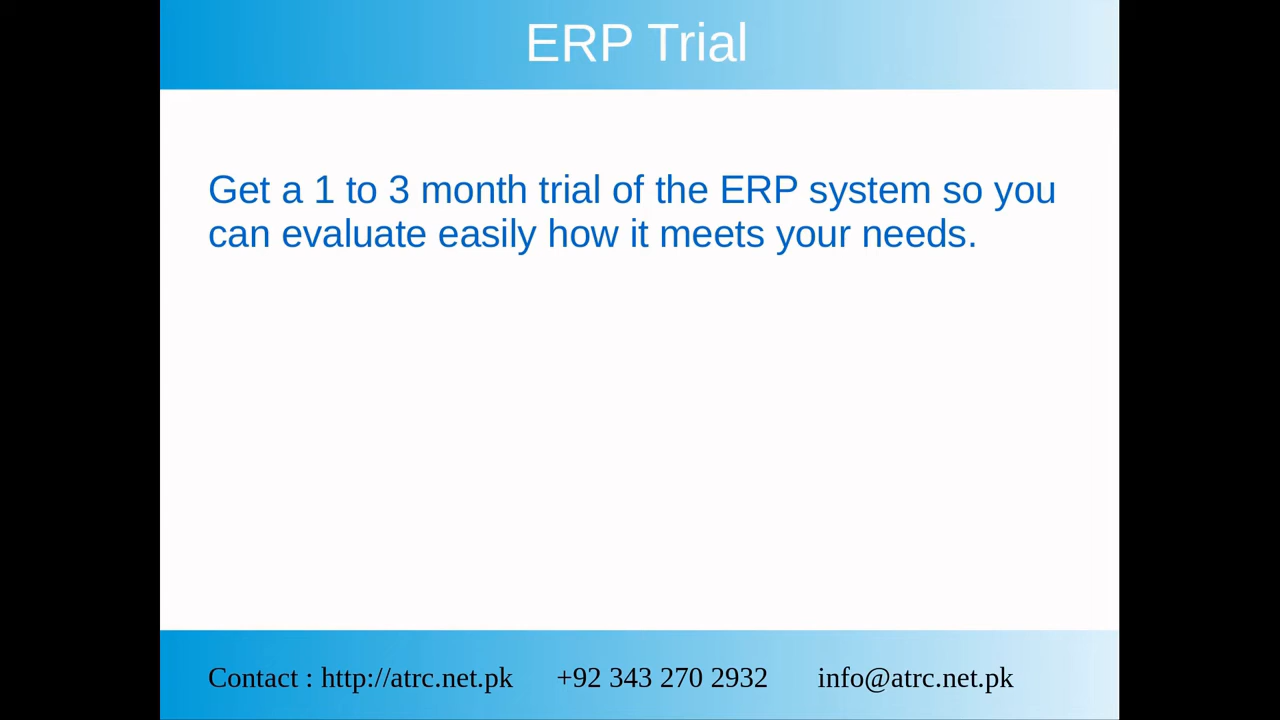 ERP Trial
Get a 1 to 3 month trial of the ERP system so you
can evaluate easily how it meets your needs.
Contact : http://atrc.net.pk +92 343 270 2932 info@atrc.net.pk